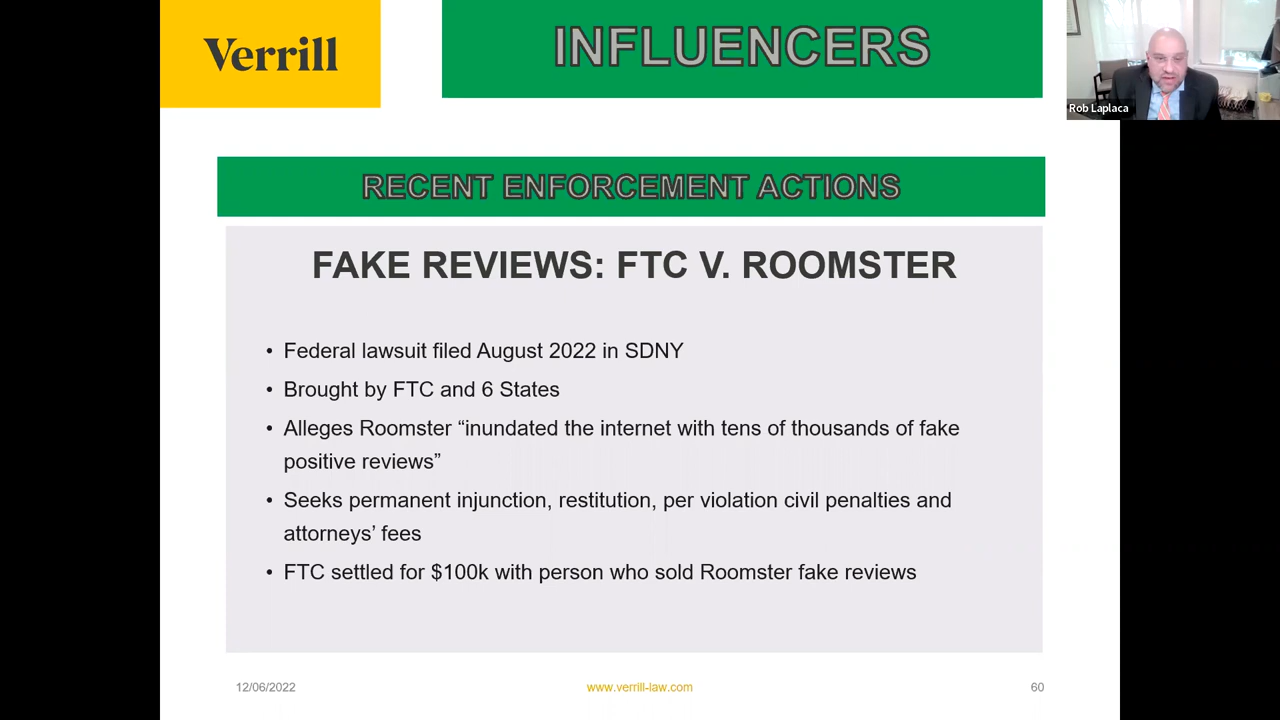 Verrill
INFLUENCERS
Rob Laplaca
RECENT ENFORCEMENT ACTIONS
FAKE REVIEWS: FTC V. ROOMSTER
• Federal lawsuit filed August 2022 in SDNY
• Brought by FTC and 6 States
• Alleges Roomster “inundated the internet with tens of thousands of fake
positive reviews”
• Seeks permanent injunction, restitution, per violation civil penalties and
attorneys’ fees
• FTC settled for $100k with person who sold Roomster fake reviews
12/06/2022
www.verrill-law.com
60